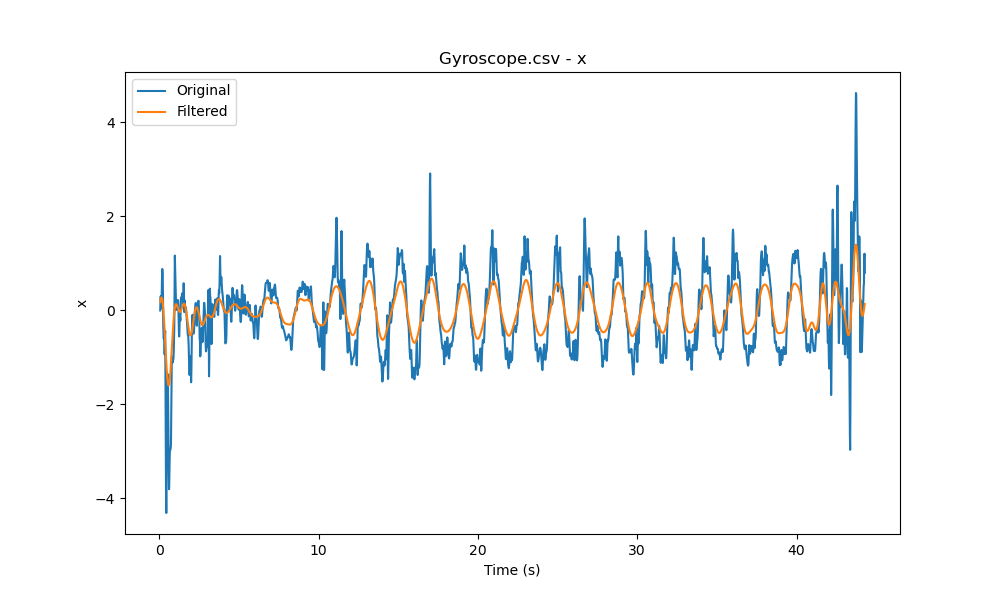 Gyroscope.csv - x
Original
Filtered
4
2
0
−2
−4
x
0 10 20 30 40
Time (s)